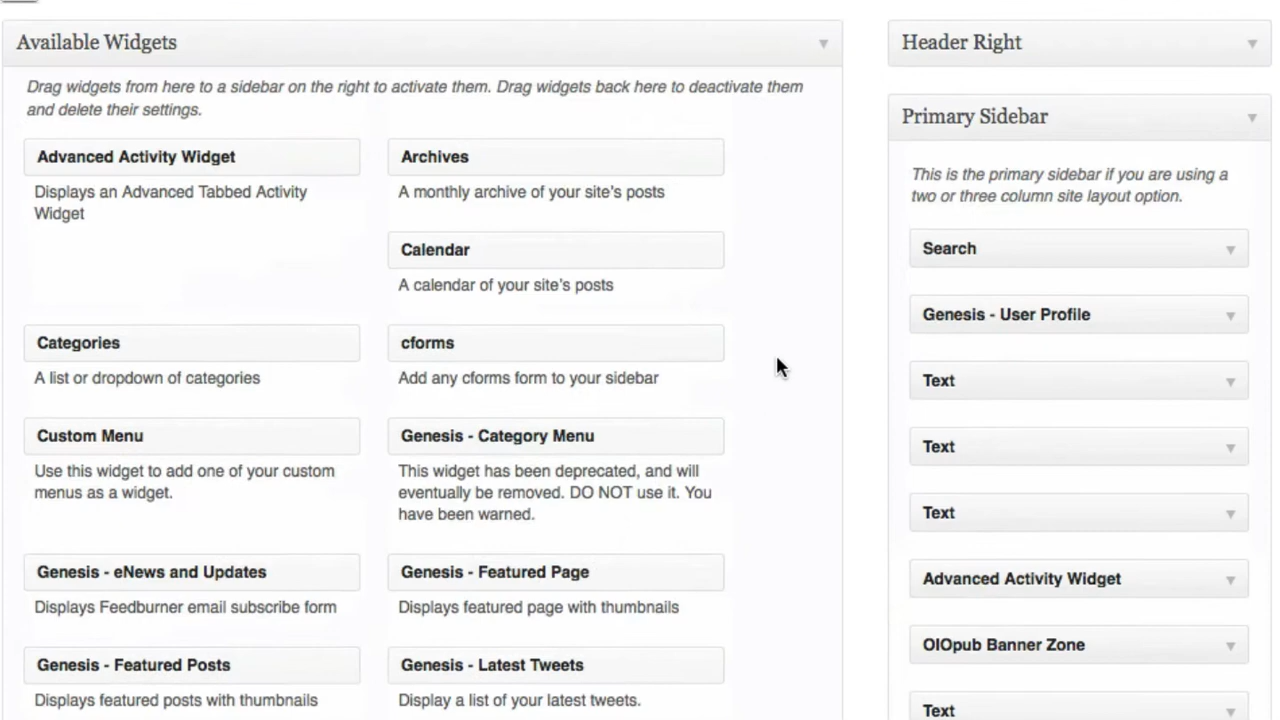 Available Widgets
Drag widgets from here to a sidebar on the right to activate them. Drag widgets back here to deactivate them
and delete their settings.
Advanced Activity Widget
Displays an Advanced Tabbed Activity
Widget
Archives
A monthly archive of your site's posts
Calendar
A calendar of your site's posts
Categories
A list or dropdown of categories
cforms
Add any cforms form to your sidebar
Custom Menu
Use this widget to add one of your custom
menus as a widget.
Genesis - Category Menu
This widget has been deprecated, and will
eventually be removed. DO NOT use it. You
have been warned.
Genesis - eNews and Updates
Displays Feedburner email subscribe form
Genesis - Featured Page
Displays featured page with thumbnails
Genesis - Featured Posts
Displays featured posts with thumbnails
Genesis - Latest Tweets
Display a list of your latest tweets.
Header Right
Primary Sidebar
This is the primary sidebar if you are using a
two or three column site layout option.
Search
Genesis - User Profile
Text
Text
Text
Advanced Activity Widget
OIOpub Banner Zone
Text